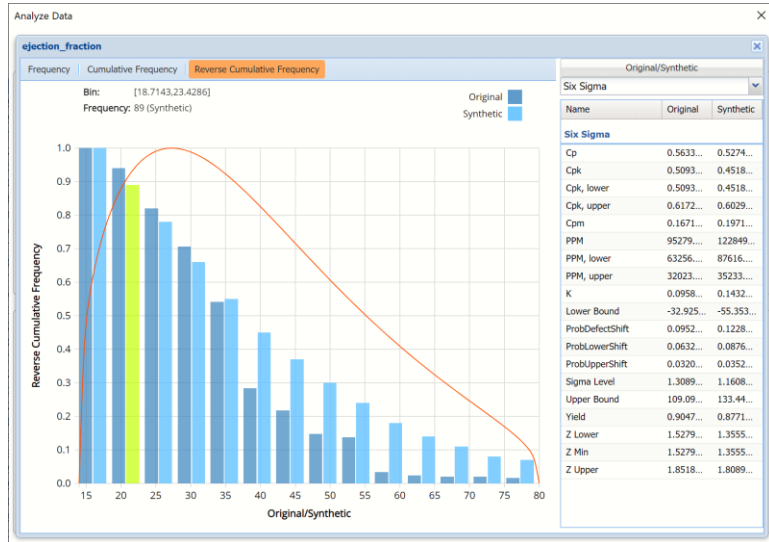 Analyze Data
ejection_fraction
Frequency Cumulative Frequency Reverse Cumulative Frequency
Bin: [18.7143,23.4286]
Frequency: 89 (Synthetic)
Original
Synthetic
Reverse Cumulative Frequency
1.0
0.9
0.8
0.7
0.6
0.5
0.4
0.3
0.2
0.1
0.0
15 20 25 30 35 40 45 50 55 60 65 70 75 80
Original/Synthetic
Original/Synthetic
Six Sigma
Name Original Synthetic
Six Sigma
Cp 0.5633... 0.5274...
Cpk 0.5093... 0.4518...
Cpk, lower 0.5093... 0.4518...
Cpk, upper 0.6172... 0.6029...
Cpm 0.1671... 0.1971...
PPM 95279.... 122849...
PPM, lower 63256.... 87616....
PPM, upper 32023.... 35233....
K 0.0958... 0.1432...
Lower Bound -32.925... -55.353...
ProbDefectShift 0.0952... 0.1228...
ProbLowerShift 0.0632... 0.0876...
ProbUpperShift 0.0320... 0.0352...
Sigma Level 1.3089... 1.1608...
Upper Bound 109.09... 133.44...
Yield 0.9047... 0.8771...
Z Lower 1.5279... 1.3555...
Z Min 1.5279... 1.3555...
Z Upper 1.8518... 1.8089...